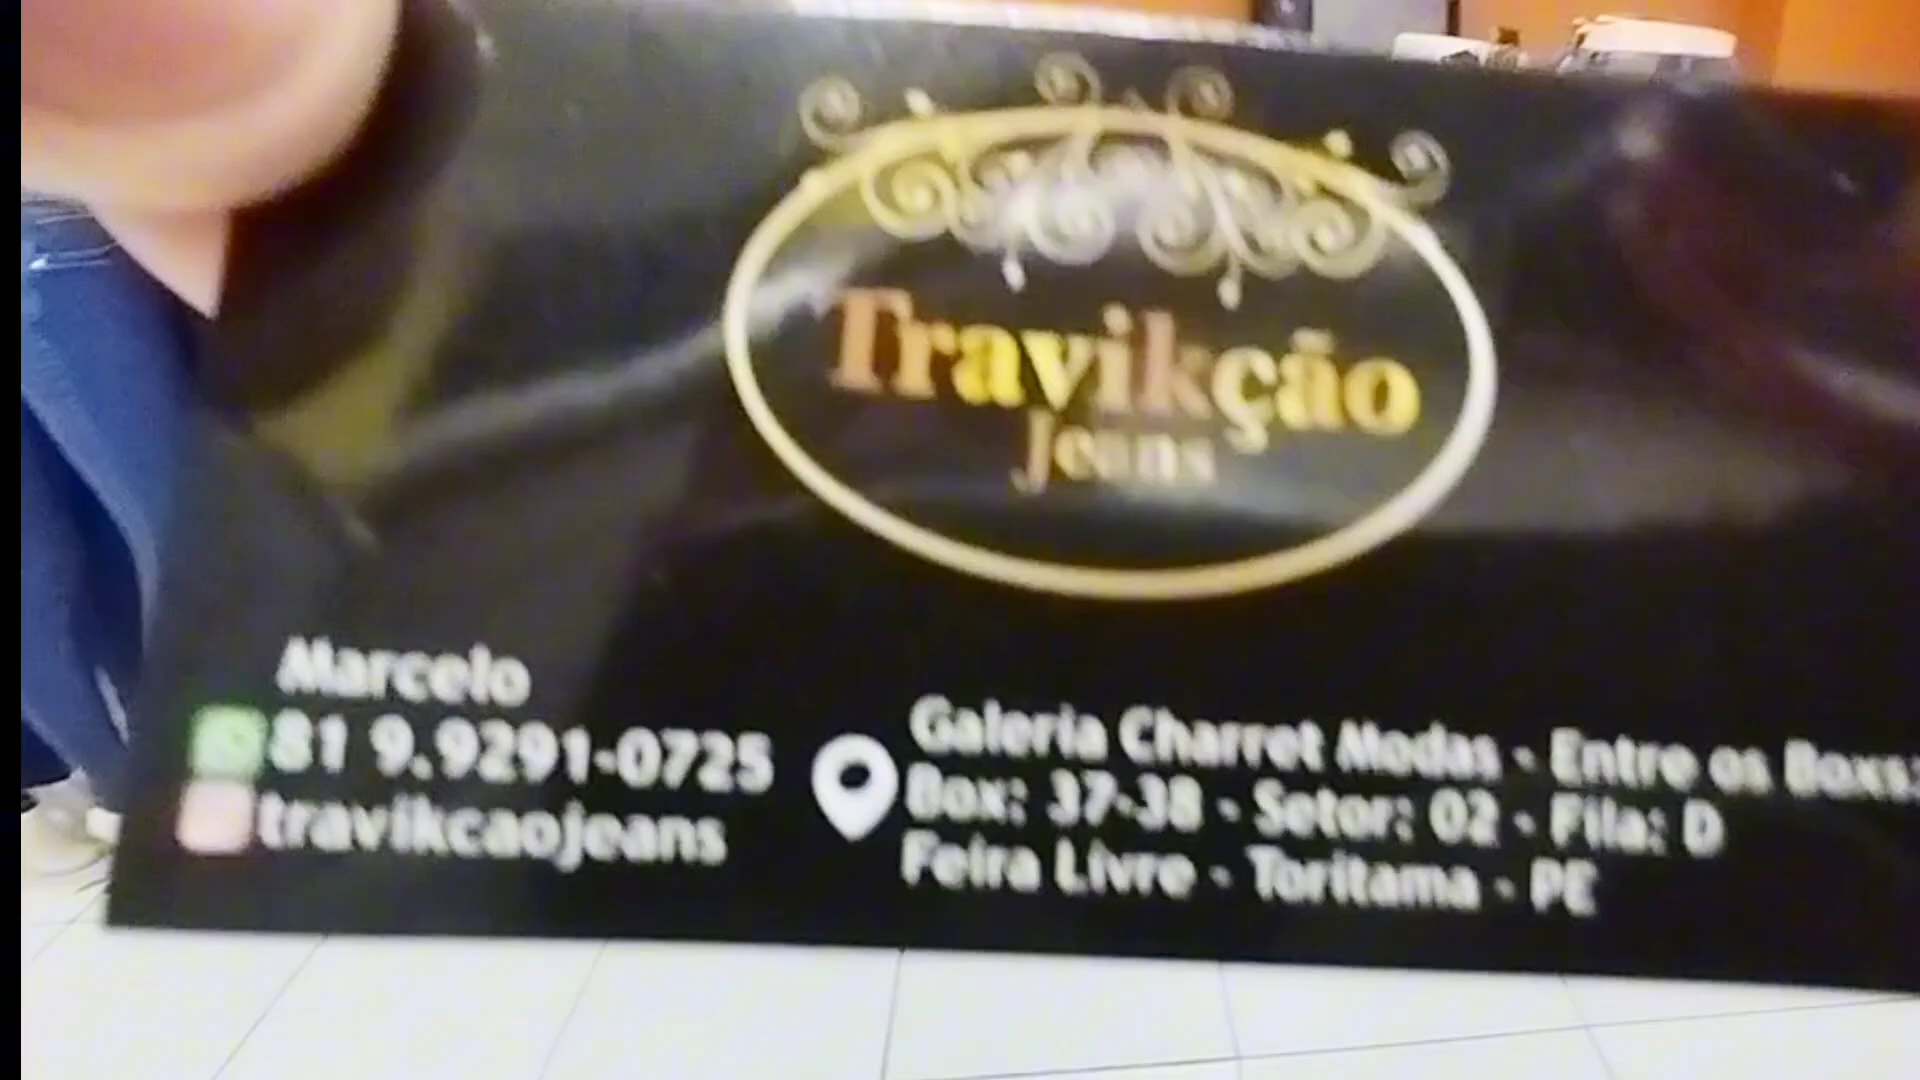 Travikção
Jeans
Marcelo
81 9.9291-0725
travikcaojeans
Galeria Charret Modas - Entre os Boxs:
Box: 37-38 - Setor: 02 - Fila: D
Feira Livre - Toritama - PE